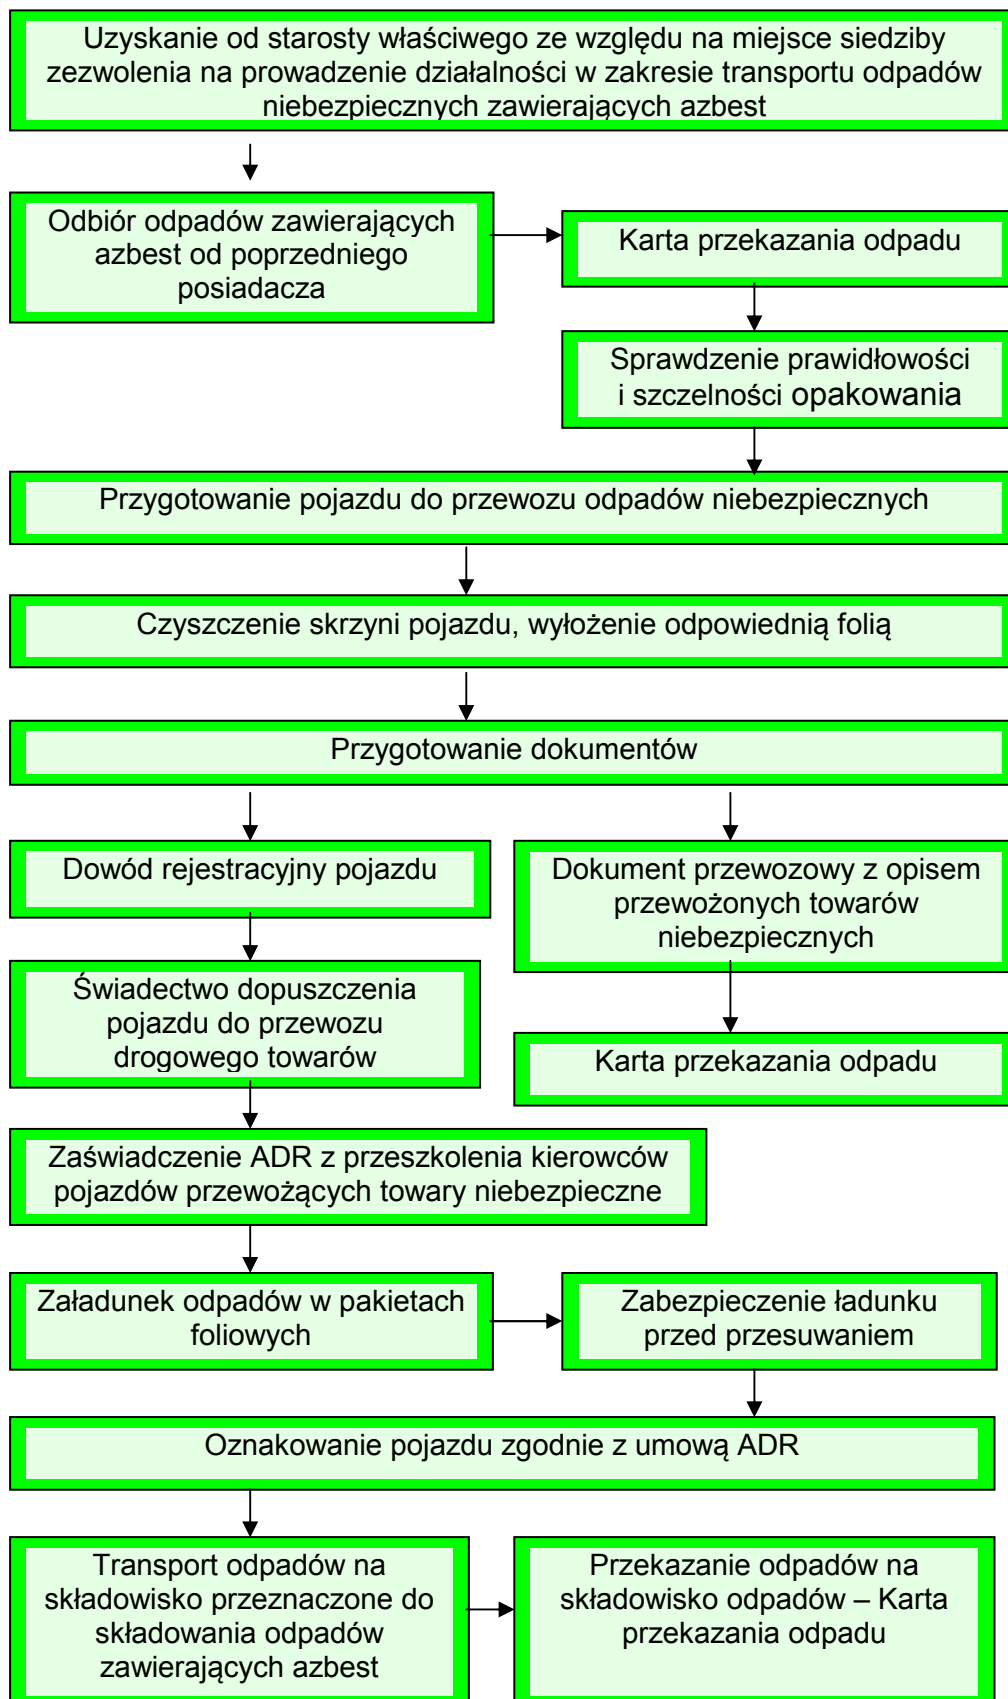 Uzyskanie od starosty właściwego ze względu na miejsce siedziby
zezwolenia na prowadzenie działalności w zakresie transportu odpadów
niebezpiecznych zawierających azbest
Odbiór odpadów zawierających
azbest od poprzedniego
posiadacza
Karta przekazania odpadu
Sprawdzenie prawidłowości
i szczelności opakowania
Przygotowanie pojazdu do przewozu odpadów niebezpiecznych
Czyszczenie skrzyni pojazdu, wyłożenie odpowiednią folią
Przygotowanie dokumentów
Dowód rejestracyjny pojazdu
Świadectwo dopuszczenia
pojazdu do przewozu
drogowego towarów
Zaświadczenie ADR z przeszkolenia kierowców
pojazdów przewożących towary niebezpieczne
Dokument przewozowy z opisem
przewożonych towarów
niebezpiecznych
Karta przekazania odpadu
Załadunek odpadów w pakietach
foliowych
Zabezpieczenie ładunku
przed przesuwaniem
Oznakowanie pojazdu zgodnie z umową ADR
Transport odpadów na
składowisko przeznaczone do
składowania odpadów
zawierających azbest
Przekazanie odpadów na
składowisko odpadów – Karta
przekazania odpadu